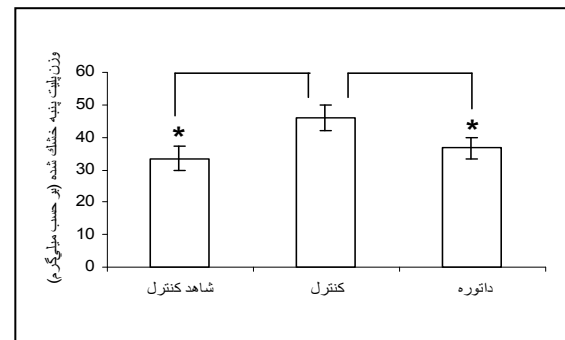 وزن پلیت پنبه خشك شده (بر حسب میلی‌گرم)
60
50
40
30
20
10
0
*
*
شاهد کنترل
کنترل
داتوره